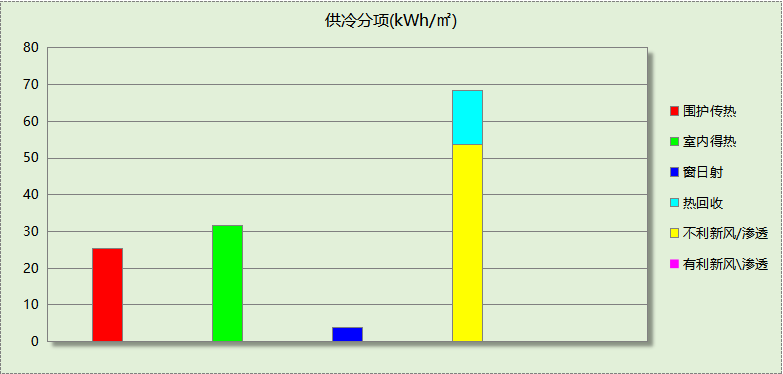 供冷分项(kWh/㎡)
80
70
60
50
40
30
20
10
0
围护传热
室内得热
窗日射
热回收
不利新风/渗透
有利新风\渗透